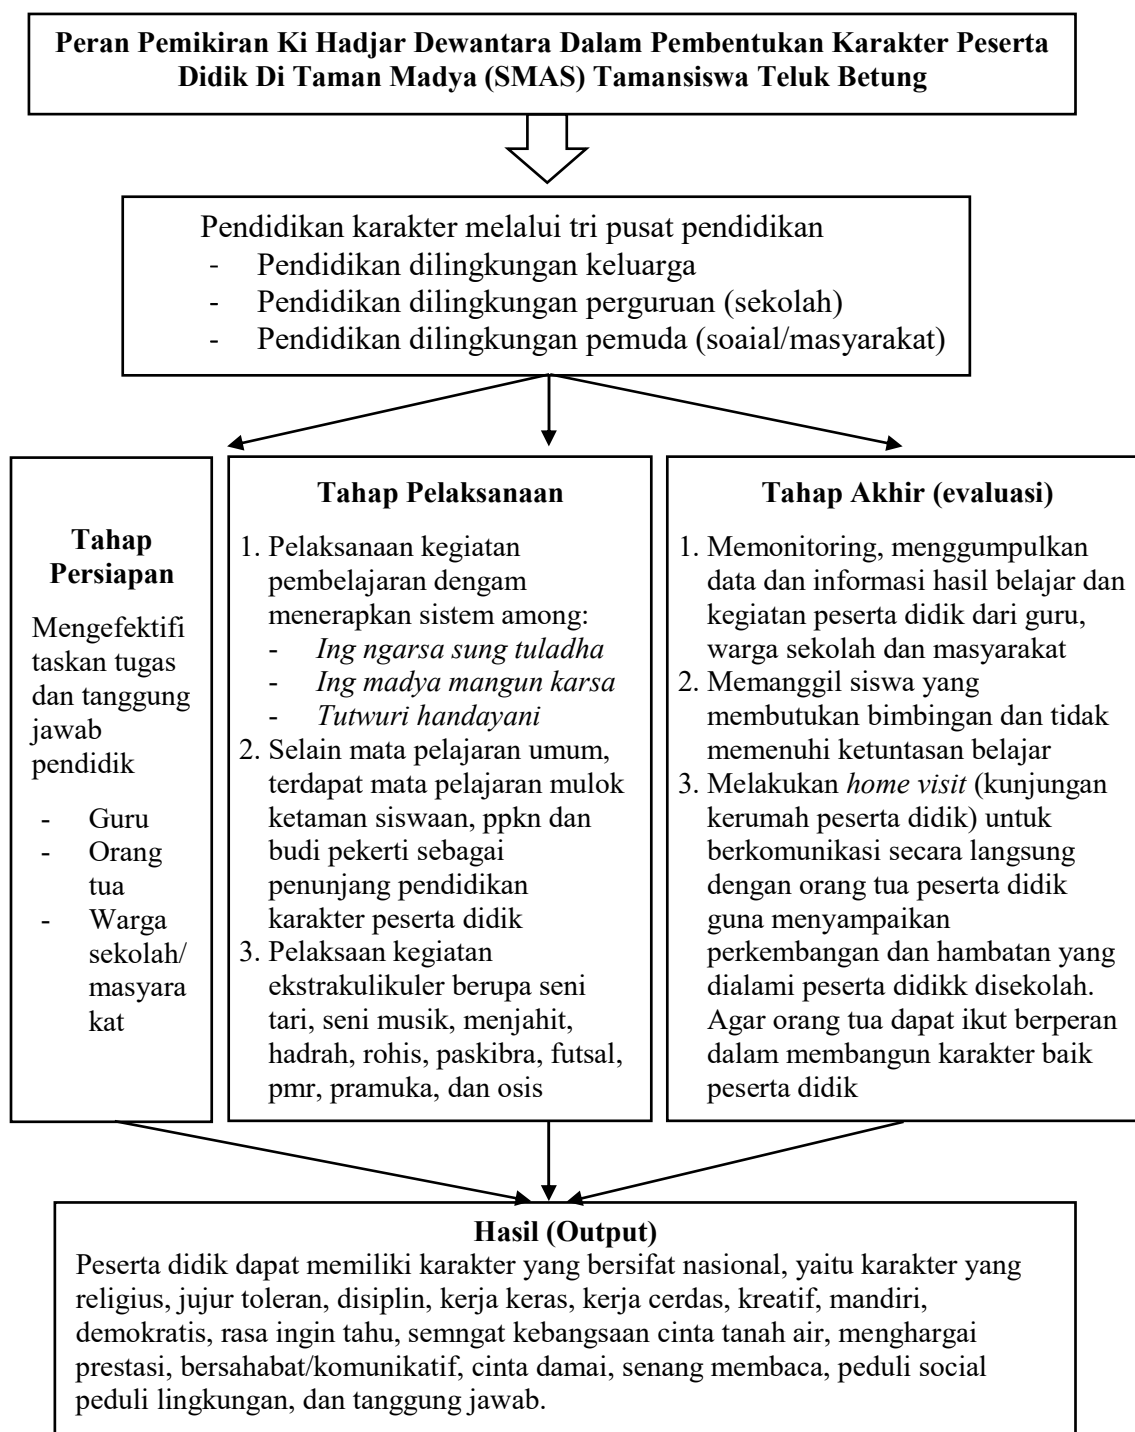 Peran Pemikiran Ki Hadjar Dewantara Dalam Pembentukan Karakter Peserta
Didik Di Taman Madya (SMAS) Tamansiswa Teluk Betung
Pendidikan karakter melalui tri pusat pendidikan
- Pendidikan dilingkungan keluarga
- Pendidikan dilingkungan perguruan (sekolah)
- Pendidikan dilingkungan pemuda (soaial/masyarakat)
Tahap
Persiapan
Mengefektifi
taskan tugas
dan tanggung
jawab
pendidik
- Guru
- Orang
tua
- Warga
sekolah/
masyara
kat
Tahap Pelaksanaan
1. Pelaksanaan kegiatan
pembelajaran dengam
menerapkan sistem among:
- Ing ngarsa sung tuladha
- Ing madya mangun karsa
- Tutwuri handayani
2. Selain mata pelajaran umum,
terdapat mata pelajaran mulok
ketaman siswaan, ppkn dan
budi pekerti sebagai
penunjang pendidikan
karakter peserta didik
3. Pelaksaan kegiatan
ekstrakulikuler berupa seni
tari, seni musik, menjahit,
hadrah, rohis, paskibra, futsal,
pmr, pramuka, dan osis
Tahap Akhir (evaluasi)
1. Memonitoring, menggumpulkan
data dan informasi hasil belajar dan
kegiatan peserta didik dari guru,
warga sekolah dan masyarakat
2. Memanggil siswa yang
membutukan bimbingan dan tidak
memenuhi ketuntasan belajar
3. Melakukan home visit (kunjungan
kerumah peserta didik) untuk
berkomunikasi secara langsung
dengan orang tua peserta didik
guna menyampaikan
perkembangan dan hambatan yang
dialami peserta didikk disekolah.
Agar orang tua dapat ikut berperan
dalam membangun karakter baik
peserta didik
Hasil (Output)
Peserta didik dapat memiliki karakter yang bersifat nasional, yaitu karakter yang
religius, jujur toleran, disiplin, kerja keras, kerja cerdas, kreatif, mandiri,
demokratis, rasa ingin tahu, semngat kebangsaan cinta tanah air, menghargai
prestasi, bersahabat/komunikatif, cinta damai, senang membaca, peduli social
peduli lingkungan, dan tanggung jawab.